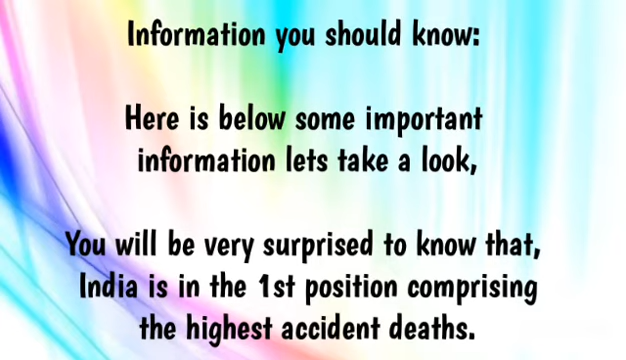 Information you should know:
Here is below some important
information lets take a look,
You will be very surprised to know that,
India is in the 1st position comprising
the highest accident deaths.